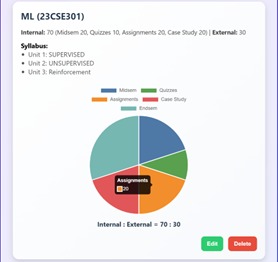 ML (23CSE301)
Internal: 70 (Midsem 20, Quizzes 10, Assignments 20, Case Study 20) | External: 30
Syllabus:
Unit 1: SUPERVISED
Unit 2: UNSUPERVISED
Unit 3: Reinforcement
Midsem Quizzes
Assignments Case Study
Endsem
Assignments
20
Internal : External = 70 : 30
Edit Delete